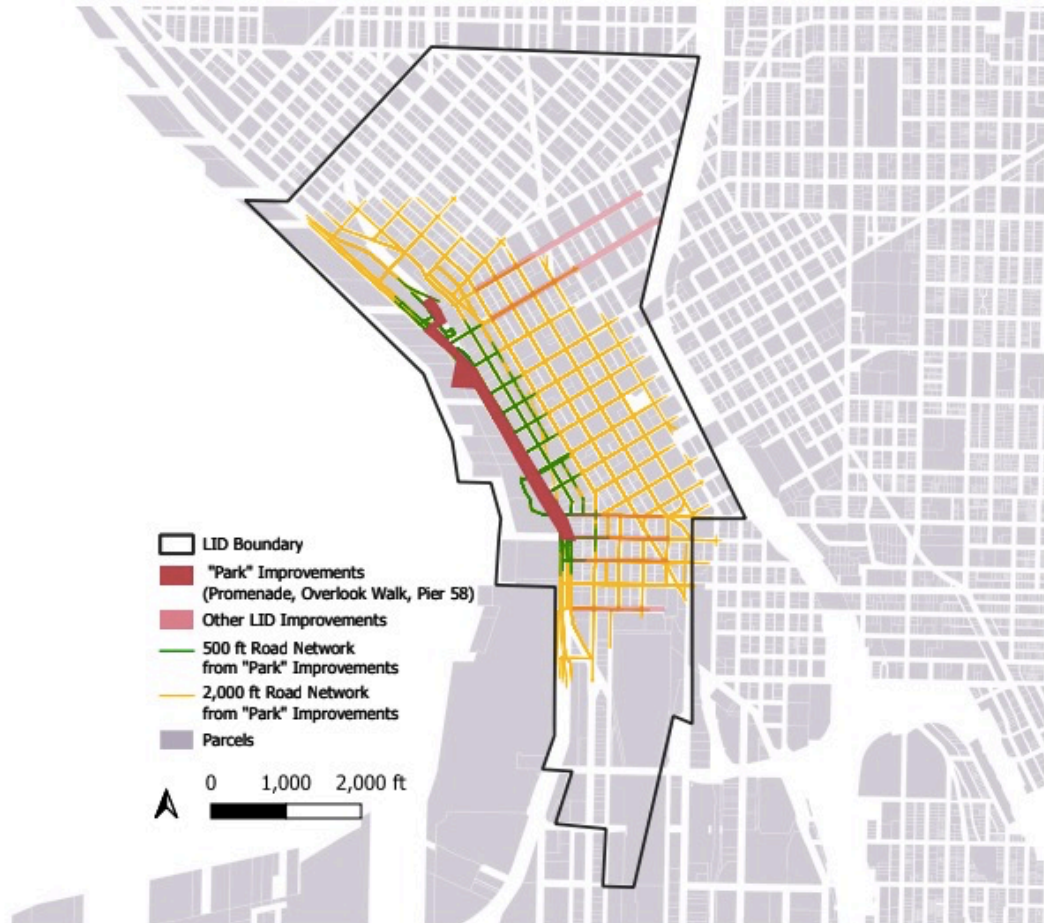 LID Boundary
"Park" Improvements
(Promenade, Overlook Walk, Pier 58)
Other LID Improvements
500 ft Road Network
from "Park" Improvements
2,000 ft Road Network
from "Park" Improvements
Parcels
0 1,000 2,000 ft